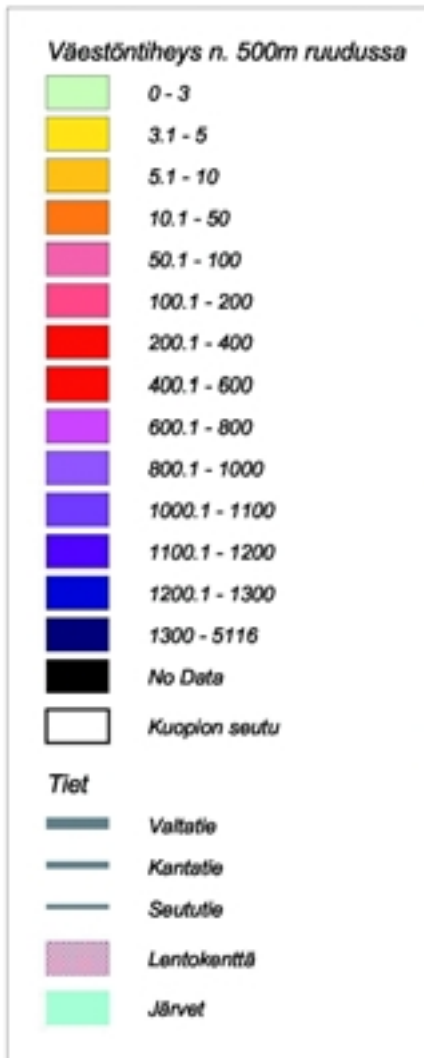 Väestöntiheys n. 500m ruudussa
0 - 3
3.1 - 5
5.1 - 10
10.1 - 50
50.1 - 100
100.1 - 200
200.1 - 400
400.1 - 600
600.1 - 800
800.1 - 1000
1000.1 - 1100
1100.1 - 1200
1200.1 - 1300
1300 - 5116
No Data
Kuopion seutu
Tiet
Valtatie
Kantatie
Seututie
Lentokenttä
Järvet